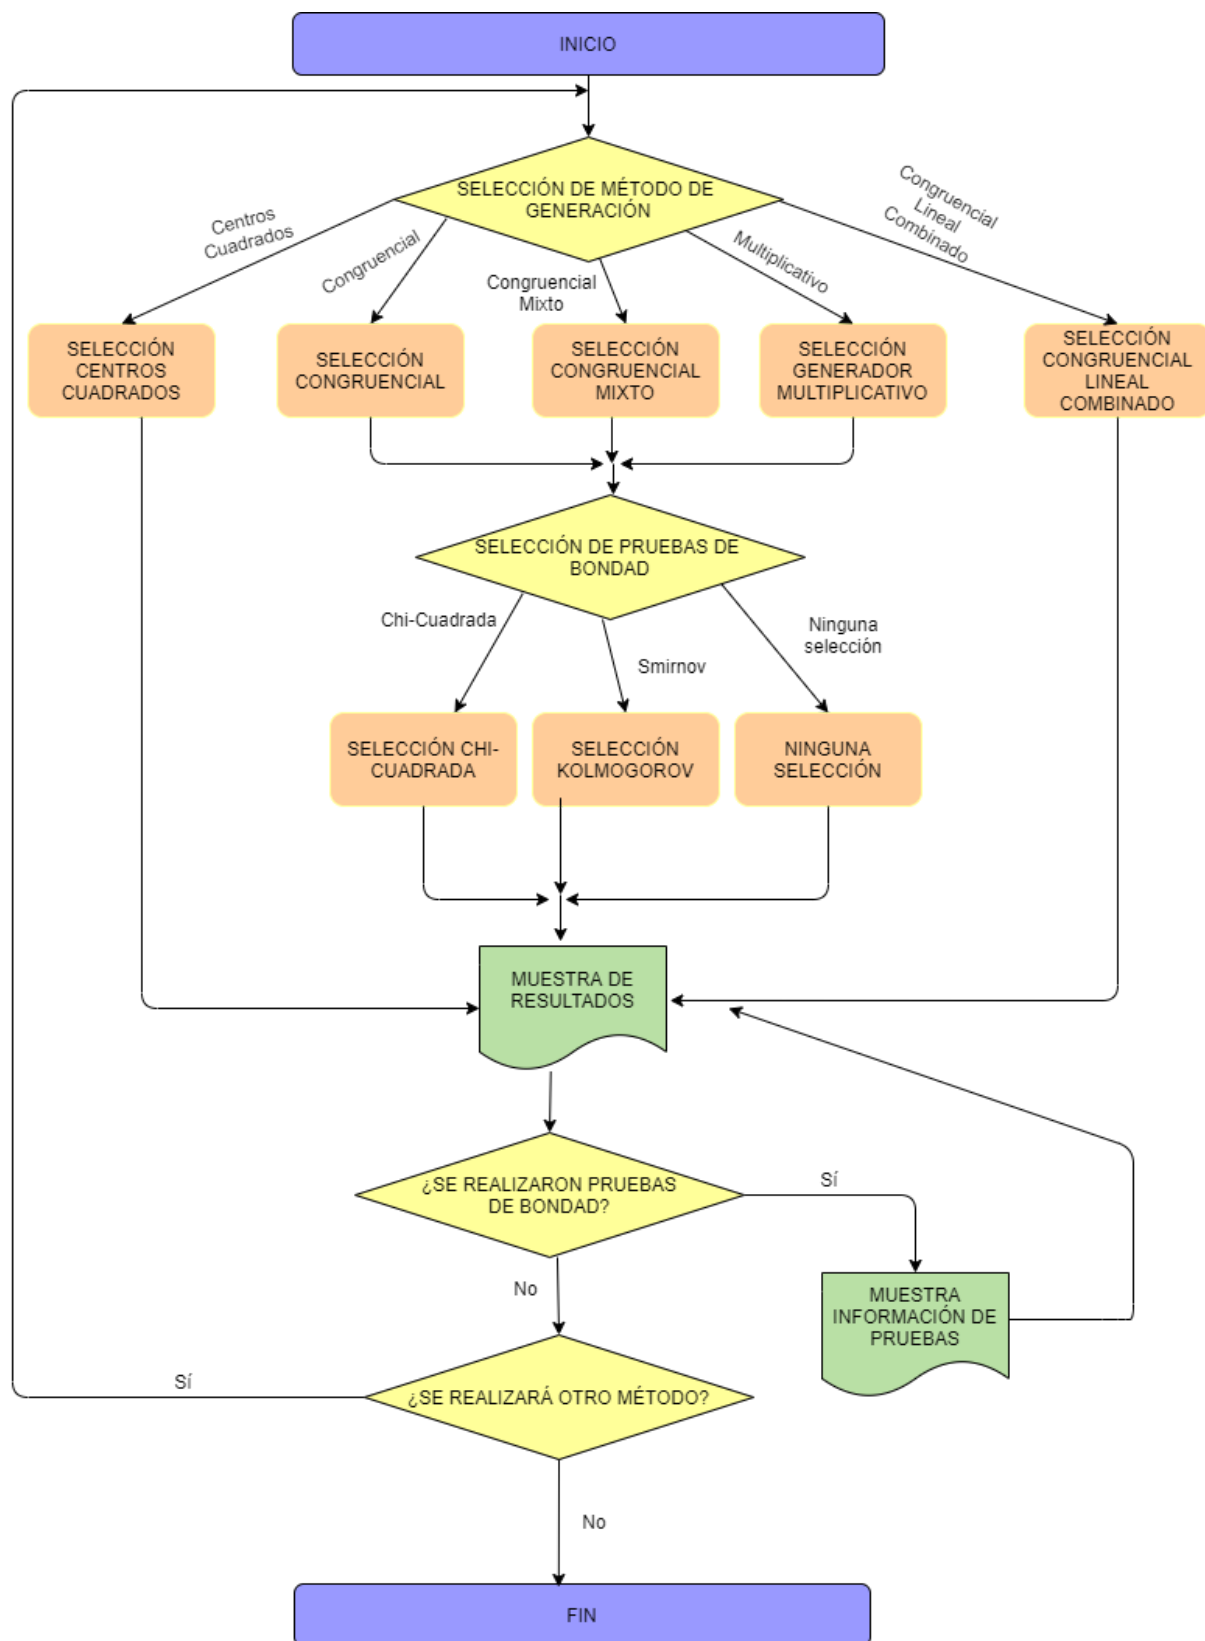 INICIO
SELECCIÓN DE MÉTODO DE
GENERACIÓN
Centros
Cuadrados
Congruencial
Congruencial
Mixto
Multiplicativo
Congruencial
Lineal
Combinado
SELECCIÓN
CENTROS
CUADRADOS
SELECCIÓN
CONGRUENCIAL
SELECCIÓN
CONGRUENCIAL
MIXTO
SELECCIÓN
GENERADOR
MULTIPLICATIVO
SELECCIÓN
CONGRUENCIAL
LINEAL
COMBINADO
SELECCIÓN DE PRUEBAS DE
BONDAD
Chi-Cuadrada
Smirnov
Ninguna
selección
SELECCIÓN CHI-
CUADRADA
SELECCIÓN
KOLMOGOROV
NINGUNA
SELECCIÓN
MUESTRA DE
RESULTADOS
¿SE REALIZARON PRUEBAS
DE BONDAD?
Sí
No
MUESTRA
INFORMACIÓN DE
PRUEBAS
¿SE REALIZARÁ OTRO MÉTODO?
Sí
No
FIN